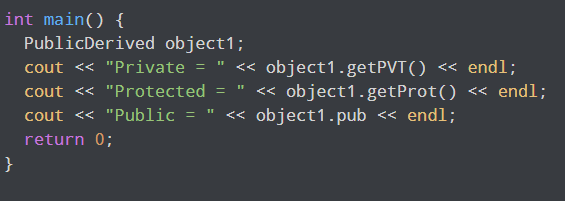 int main() {
  PublicDerived object1;
  cout << "Private = " << object1.getPVT() << endl;
  cout << "Protected = " << object1.getProt() << endl;
  cout << "Public = " << object1.pub << endl;
  return 0;
}